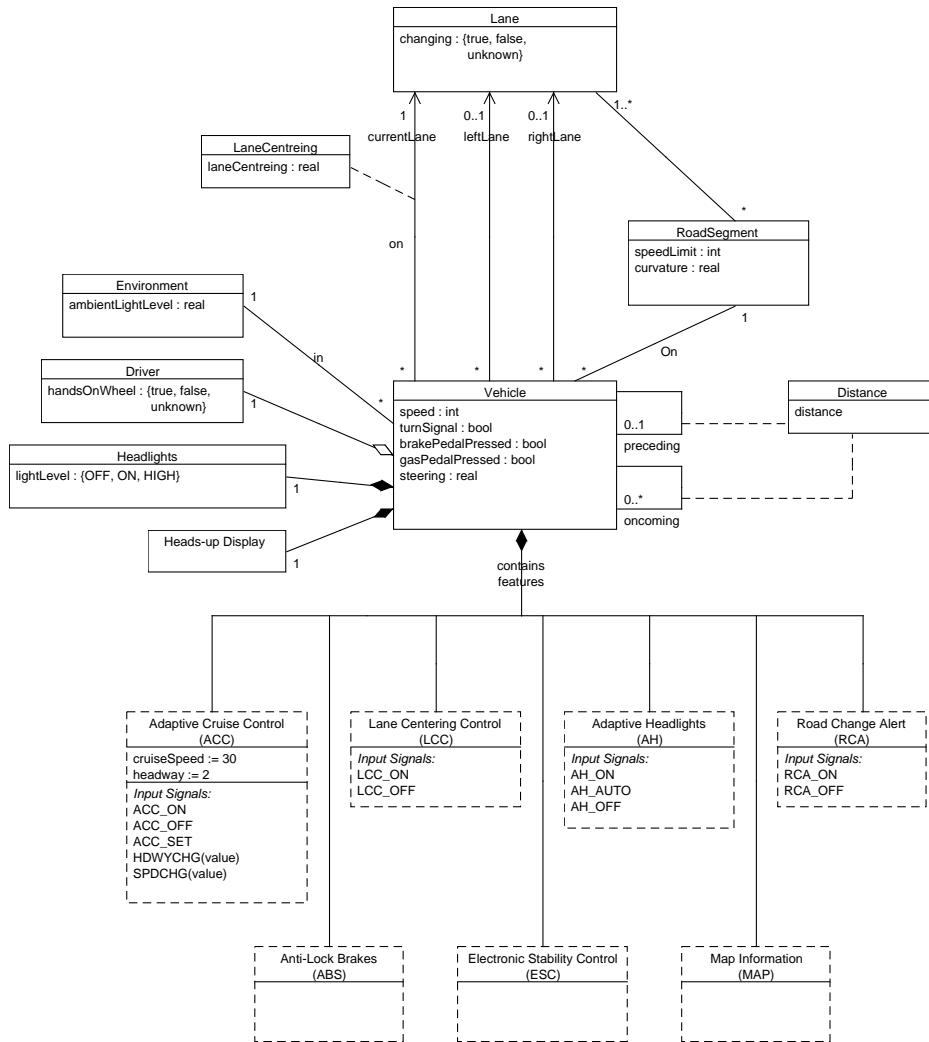 Lane
changing : {true, false,
unknown}
1
currentLane
0..1
leftLane
0..1
rightLane
1..*
LaneCentreing
laneCentreing : real
*
RoadSegment
speedLimit : int
curvature : real
on
Environment
ambientLightLevel : real
1
1
On
in
Driver
handsOnWheel : {true, false,
unknown}
1
*
*
*
*
*
Vehicle
speed : int
turnSignal : bool
brakePedalPressed : bool
gasPedalPressed : bool
steering : real
0..1
preceding
Distance
distance
Headlights
lightLevel : {OFF, ON, HIGH}
1
0..*
oncoming
Heads-up Display
1
contains
features
Adaptive Cruise Control
(ACC)
cruiseSpeed := 30
headway := 2
Input Signals:
ACC_ON
ACC_OFF
ACC_SET
HDWYCHG(value)
SPDCHG(value)
Lane Centering Control
(LCC)
Input Signals:
LCC_ON
LCC_OFF
Adaptive Headlights
(AH)
Input Signals:
AH_ON
AH_AUTO
AH_OFF
Road Change Alert
(RCA)
Input Signals:
RCA_ON
RCA_OFF
Anti-Lock Brakes
(ABS)
Electronic Stability Control
(ESC)
Map Information
(MAP)